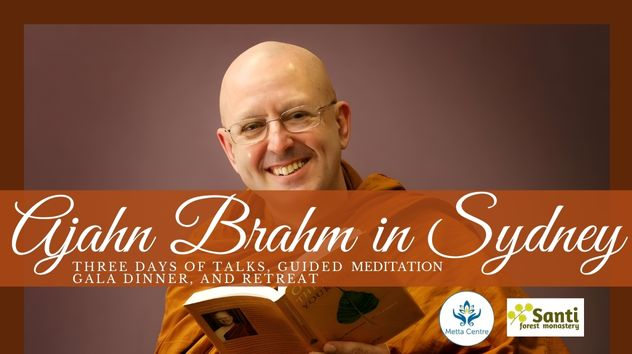 Ajahn Brahm in Sydney
THREE DAYS OF TALKS, GUIDED MEDITATION
GALA DINNER, AND RETREAT
Metta Centre
Santi
forest monastery